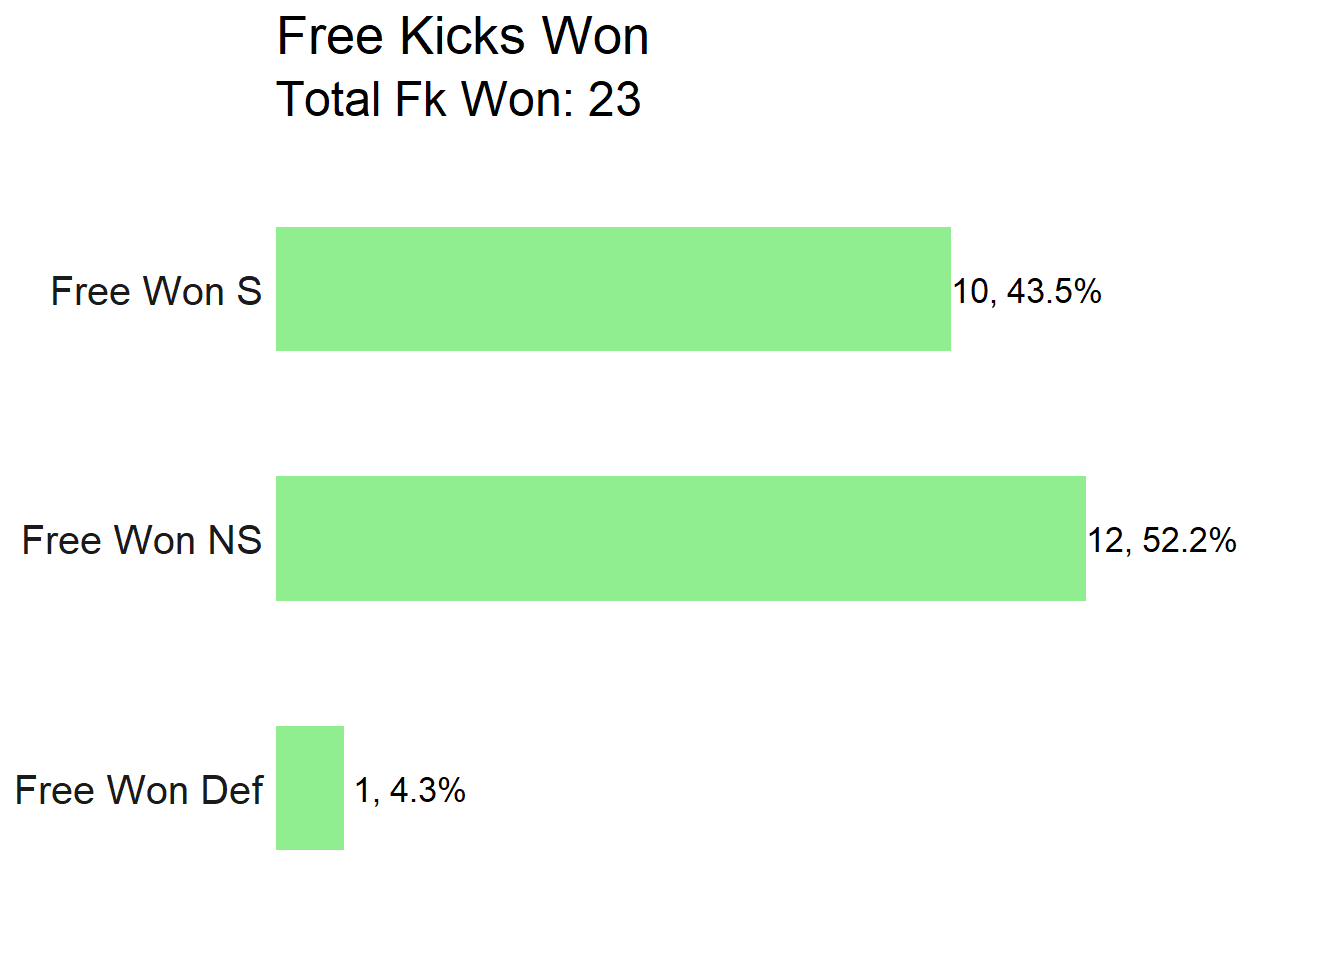 Free Kicks Won
Total Fk Won: 23
Free Won S
10, 43.5%
Free Won NS
12, 52.2%
Free Won Def
1, 4.3%